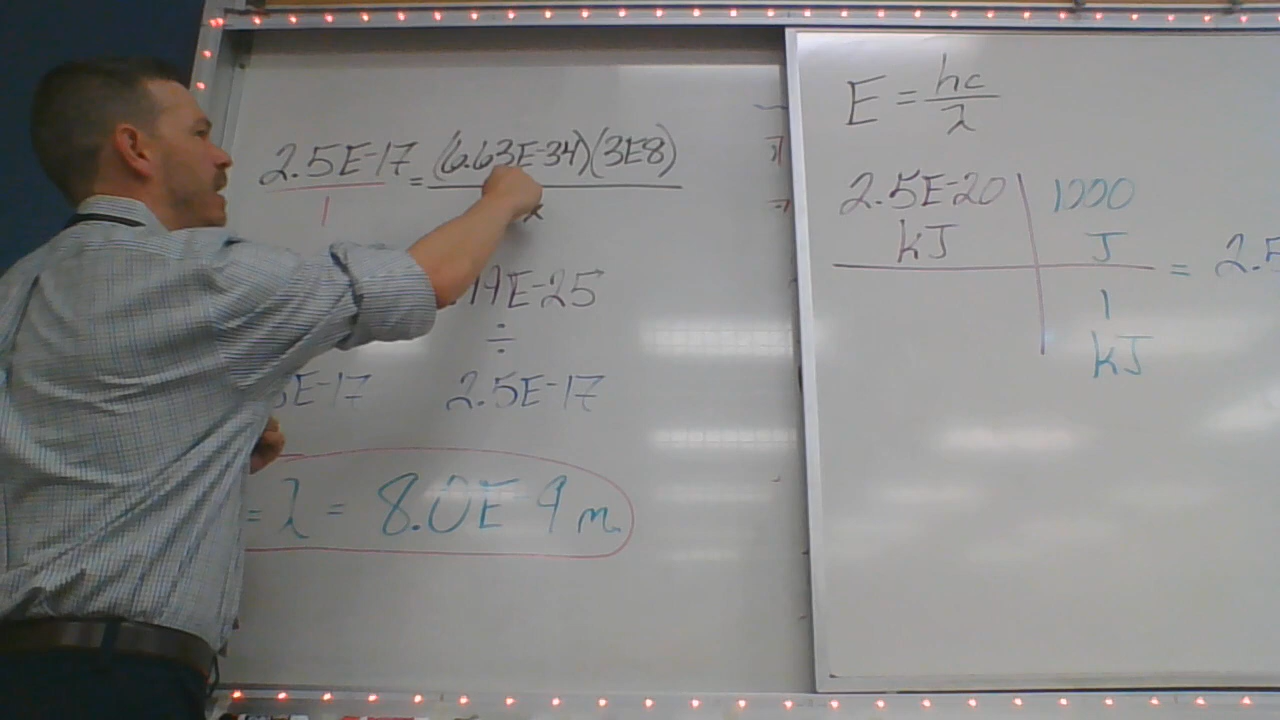 2.5E-17 = (6.63E-34)(3E8)
1 x
19E-25
÷
5E-17 2.5E-17
= λ = 8.0E-9 m
E = hc
λ
2.5E-20 1000
kJ J = 2.5
1
kJ